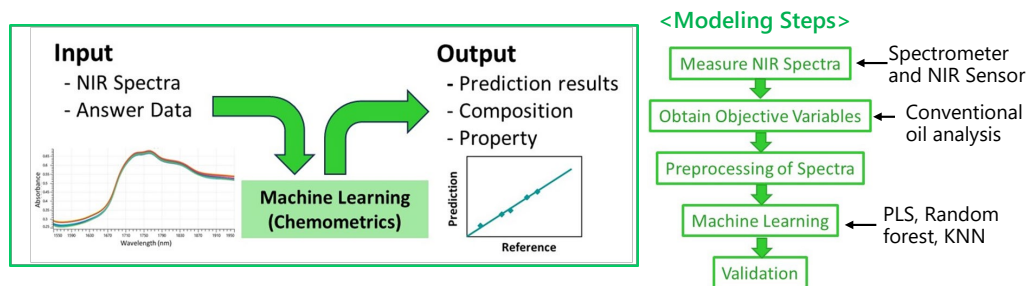 Input
- NIR Spectra
- Answer Data
Absorbance
Wavelength (nm)
Machine Learning
(Chemometrics)
Output
- Prediction results
- Composition
- Property
Prediction
Reference
<Modeling Steps>
Measure NIR Spectra
Spectrometer
and NIR Sensor
Obtain Objective Variables
Conventional
oil analysis
Preprocessing of Spectra
Machine Learning
PLS, Random
forest, KNN
Validation